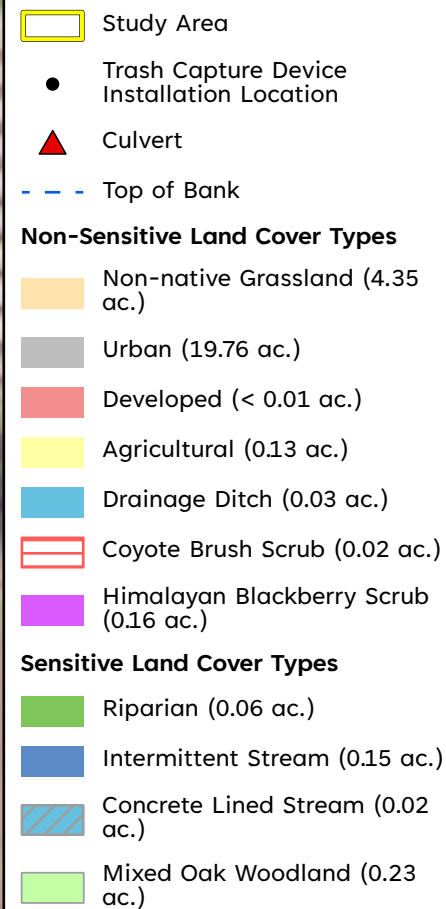 Study Area
Trash Capture Device
Installation Location
Culvert
Top of Bank
Non-Sensitive Land Cover Types
Non-native Grassland (4.35
ac.)
Urban (19.76 ac.)
Developed (< 0.01 ac.)
Agricultural (0.13 ac.)
Drainage Ditch (0.03 ac.)
Coyote Brush Scrub (0.02 ac.)
Himalayan Blackberry Scrub
(0.16 ac.)
Sensitive Land Cover Types
Riparian (0.06 ac.)
Intermittent Stream (0.15 ac.)
Concrete Lined Stream (0.02
ac.)
Mixed Oak Woodland (0.23
ac.)